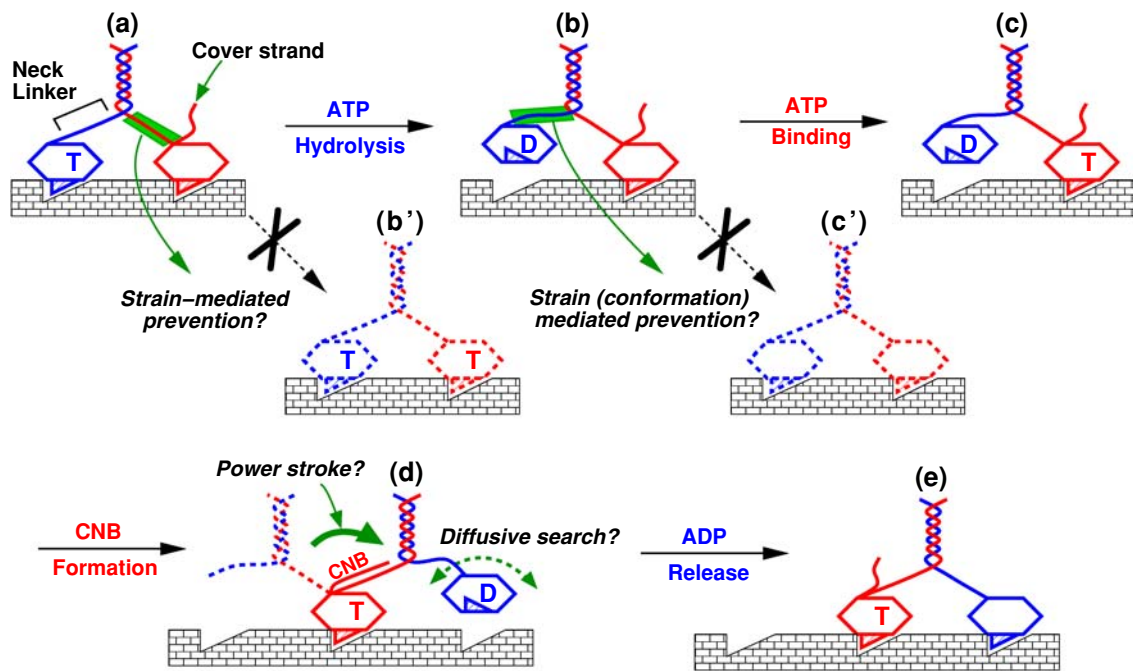 (a)
(b)
(c)
Cover strand
Neck
Linker
ATP
Hydrolysis
ATP
Binding
T
D
D
T
(b')
(c')
Strain–mediated
prevention?
Strain (conformation)
mediated prevention?
T
T
Power stroke?
(d)
(e)
CNB
Formation
CNB
Diffusive search?
ADP
Release
T
D
T